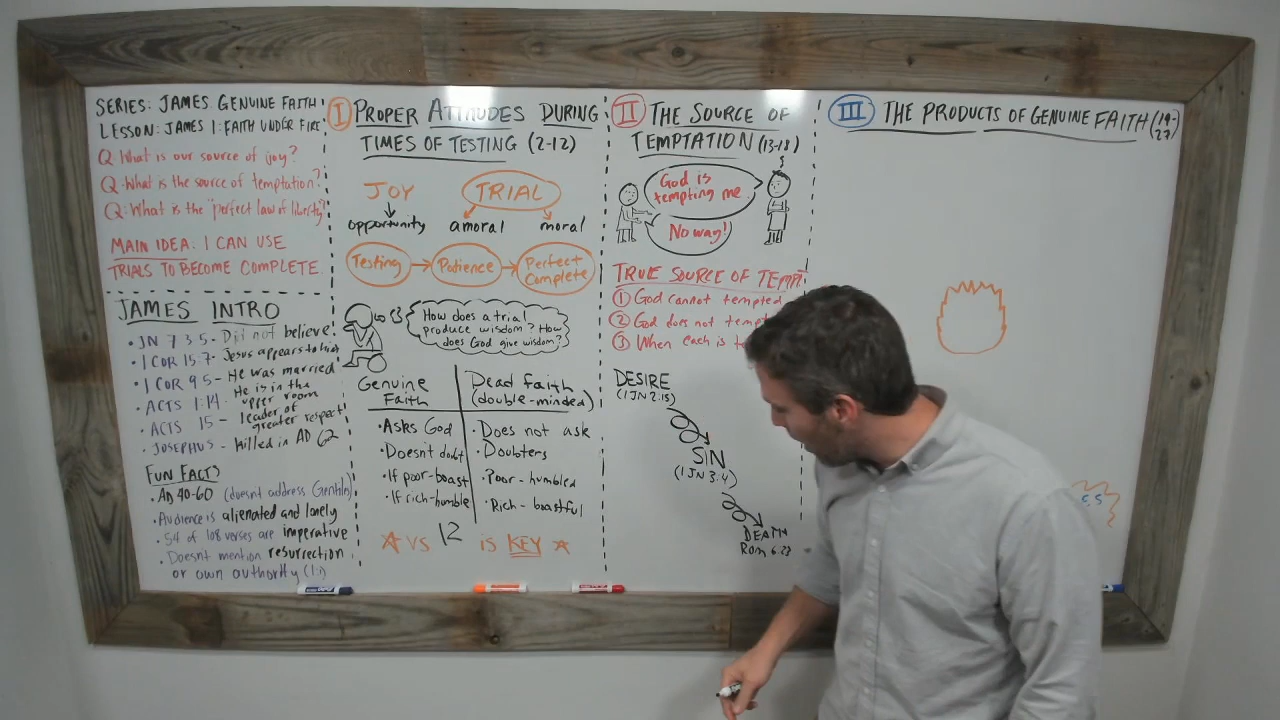 SERIES: JAMES GENUINE FAITH
LESSON: JAMES 1: FAITH UNDER FIRE
Q: What is our source of joy?
Q: What is the source of temptation?
Q: What is the "perfect law of liberty"?
MAIN IDEA: I CAN USE
TRIALS TO BECOME COMPLETE.
JAMES INTRO
• JN 7 3 5 - Did not believe!
• 1 COR 15:7 - Jesus appears to him
• 1 COR 9 5 - He was married
• ACTS 1:14 - He is in the
upper room
• ACTS 15 - leader of
greater respect!
• JOSEPHUS - killed in AD 62
FUN FACTS
• AD 40-60 (doesnt address Gentiln)
• Audience is alienated and lonely
• 54 of 108 verses are imperative
• Doesnt mention resurrection
or own authority (1:1)
I PROPER ATTITUDES DURING
TIMES OF TESTING (2-12)
JOY TRIAL
opportunity amoral moral
Testing Patience Perfect
Complete
How does a trial
produce wisdom? How
does God give wisdom?
Genuine
Faith
Dead faith
(double-minded)
• Asks God
• Does not ask
• Doesn't doubt
• Doubters
• If poor-boast
• Poor - humbled
• If rich-humble
• Rich - boastful
VS 12 is KEY
II THE SOURCE OF
TEMPTATION (13-18)
God is
tempting me
No way!
TRUE SOURCE OF TEMPT
1 God cannot tempted
2 God does not tempt
3 When each is
DESIRE
(1 JN 2:15)
SIN
(1 JN 3:4)
DEATH
Rom 6:23
III THE PRODUCTS OF GENUINE FAITH (19-
27)